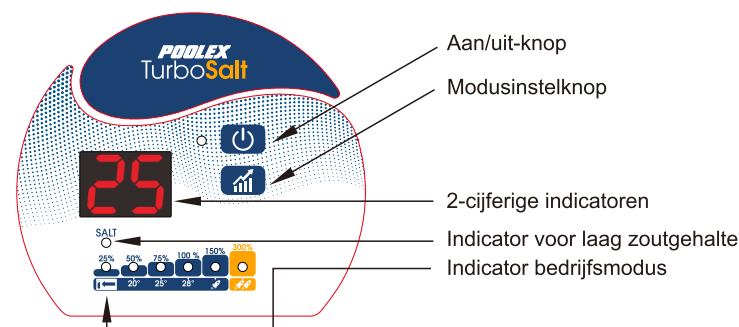 POOLEX
TurboSalt
Aan/uit-knop
Modusinstelknop
25
2-cijferige indicatoren
SALT
Indicator voor laag zoutgehalte
25% 50% 75% 100 % 150% 300%
Indicator bedrijfsmodus
20° 25° 28°